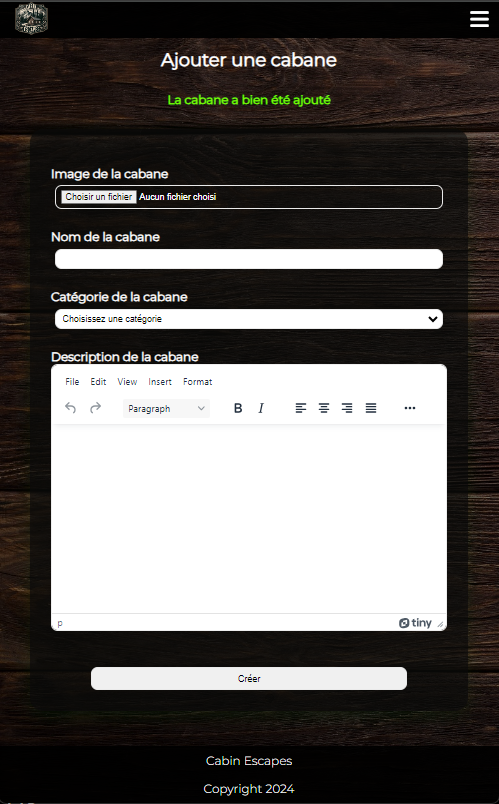 Ajouter une cabane
La cabane a bien été ajouté
Image de la cabane
Choisir un fichier Aucun fichier choisi
Nom de la cabane
Catégorie de la cabane
Choisissez une catégorie
Description de la cabane
File Edit View Insert Format
Paragraph B I
p tiny
Créer
Cabin Escapes
Copyright 2024